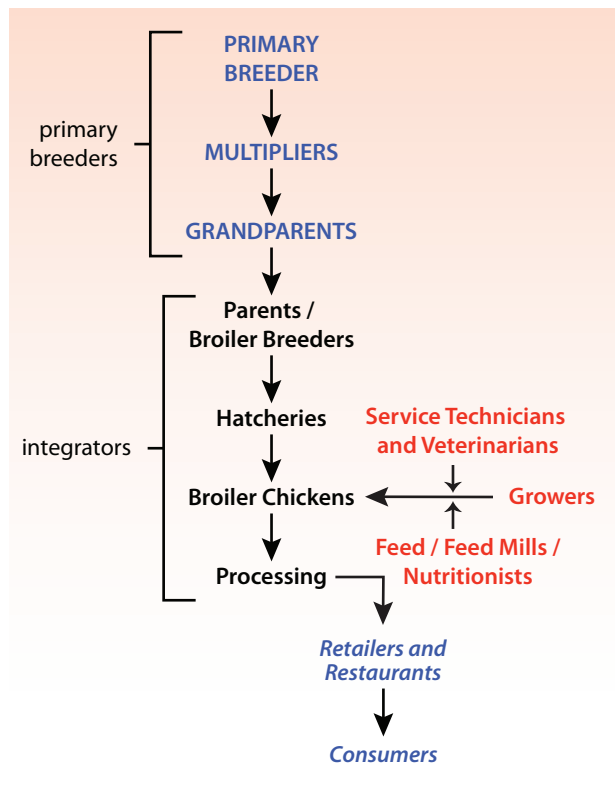 PRIMARY
BREEDER
primary
breeders
MULTIPLIERS
GRANDPARENTS
Parents /
Broiler Breeders
Hatcheries
Service Technicians
and Veterinarians
integrators
Broiler Chickens
Growers
Feed / Feed Mills /
Nutritionists
Processing
Retailers and
Restaurants
Consumers